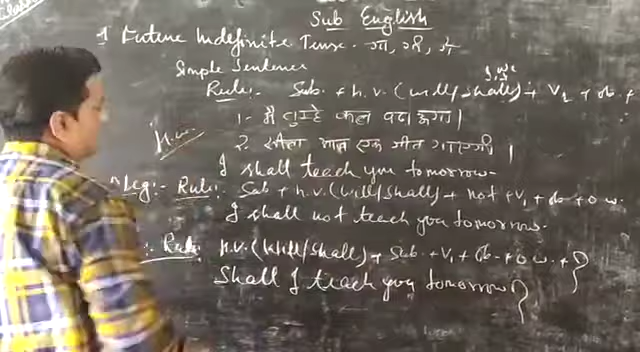 Sub English
1 Future Indefinite Tense. गा, गी, गे
Simple Sentence
I, we
Rule:- Sub. + h.v. (will/shall) + V1 + ob. +
1- मैं तुम्हें कल पढाऊंगा।
H.w. 2. सीता आज एक गीत गाएगी।
I shall teach you tomorrow-
Neg:- Rule: Sub + h.v. (will/shall) + not + V1 + ob + o w.
I shall not teach you tomorrow.
Rule: h.v. (will/shall) + Sub. + V1 + ob. + o w. + ?
Shall I teach you tomorrow?